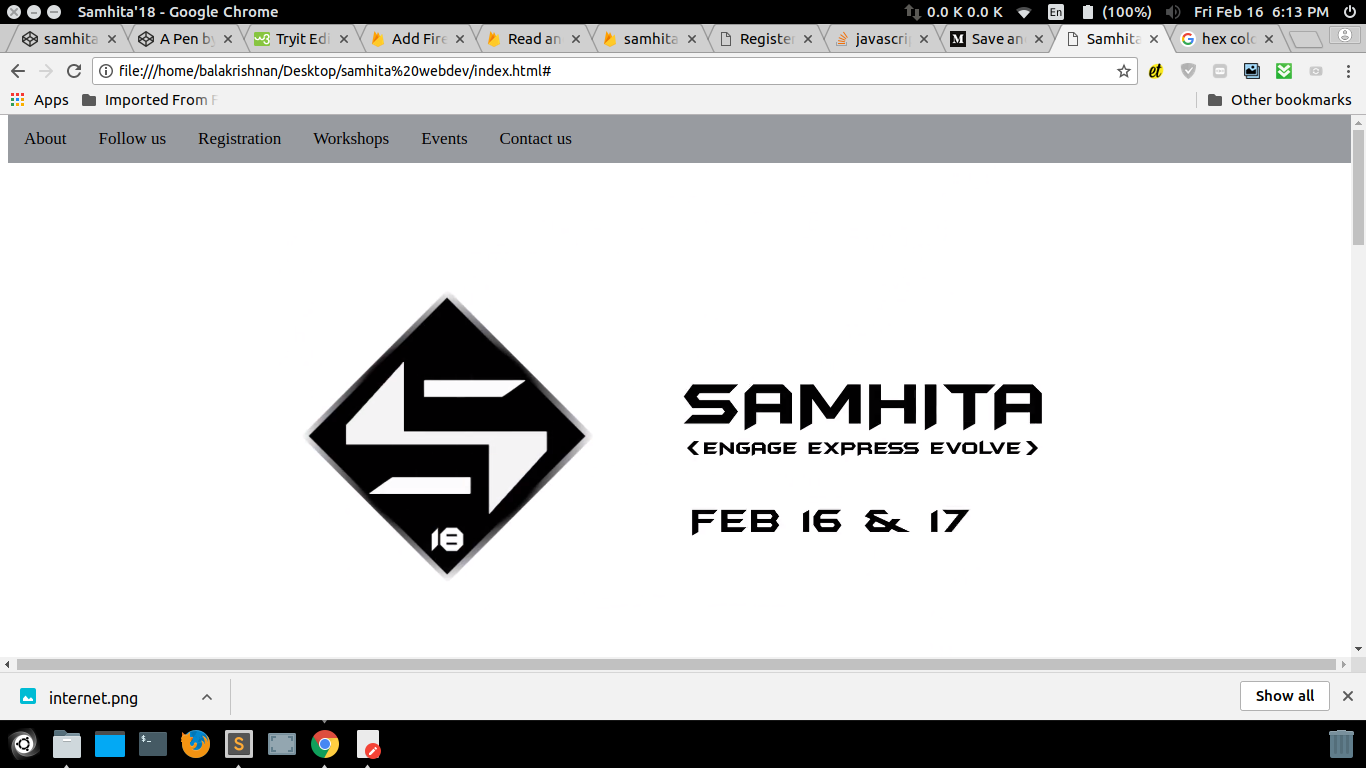 Samhita'18 - Google Chrome
0.0 K 0.0 K En (100%) Fri Feb 16 6:13 PM
samhita A Pen by Tryit Edi Add Fire Read an samhita Register javascrip Save an Samhita hex colo
file:///home/balakrishnan/Desktop/samhita%20webdev/index.html#
et
Apps Imported From F Other bookmarks
About Follow us Registration Workshops Events Contact us
SAMHITA
<ENGAGE EXPRESS EVOLVE>
FEB 16 & 17
18
internet.png Show all